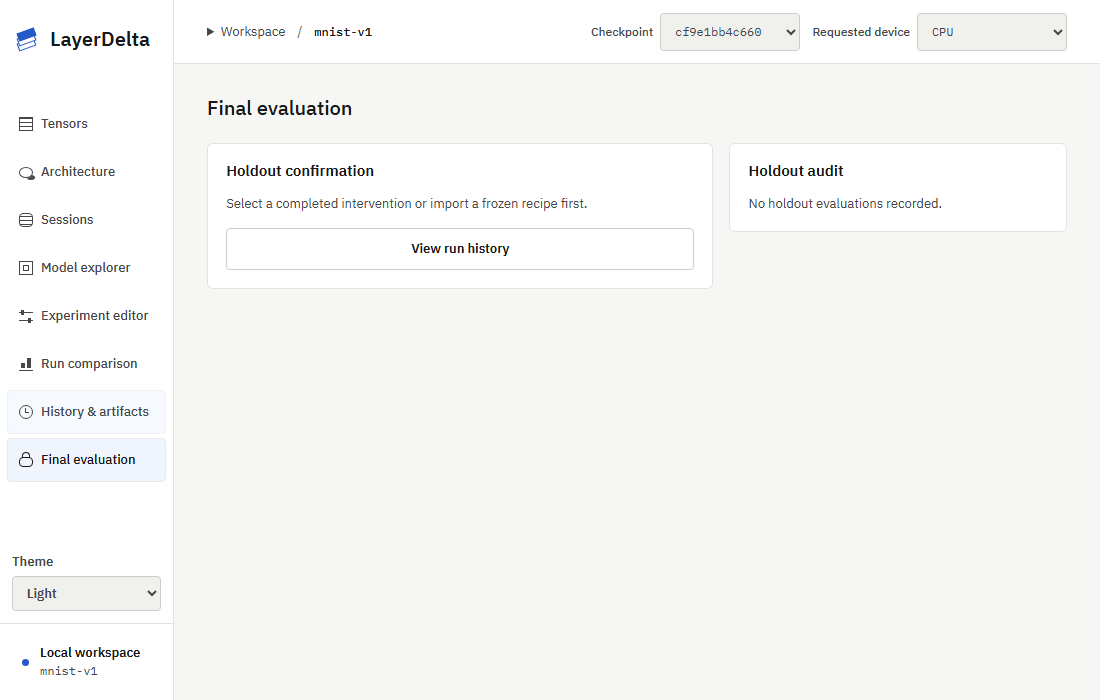 LayerDelta
Workspace / mnist-v1
Checkpoint cf9e1bb4c660 Requested device CPU
Tensors
Architecture
Sessions
Model explorer
Experiment editor
Run comparison
History & artifacts
Final evaluation
Theme
Light
Local workspace
mnist-v1
Final evaluation
Holdout confirmation
Select a completed intervention or import a frozen recipe first.
View run history
Holdout audit
No holdout evaluations recorded.